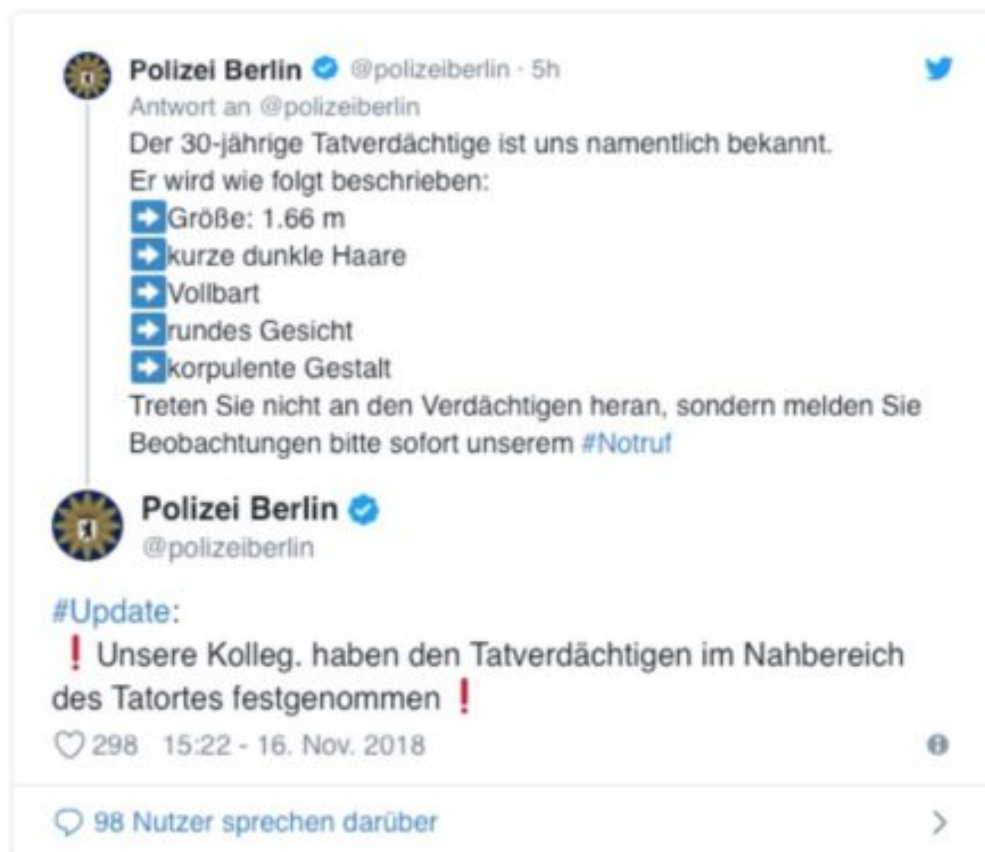 Polizei Berlin @polizeiberlin · 5h
Antwort an @polizeiberlin
Der 30-jährige Tatverdächtige ist uns namentlich bekannt.
Er wird wie folgt beschrieben:
➡Größe: 1.66 m
➡kurze dunkle Haare
➡Vollbart
➡rundes Gesicht
➡korpulente Gestalt
Treten Sie nicht an den Verdächtigen heran, sondern melden Sie
Beobachtungen bitte sofort unserem #Notruf
Polizei Berlin
@polizeiberlin
#Update:
❗ Unsere Kolleg. haben den Tatverdächtigen im Nahbereich
des Tatortes festgenommen ❗
298 15:22 - 16. Nov. 2018
98 Nutzer sprechen darüber